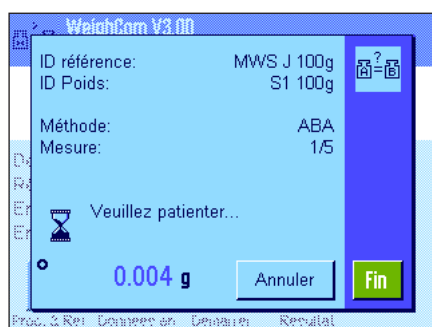 WeighCom V3.00
ID référence: MWS J 100g
ID Poids: S1 100g
Méthode: ABA
Mesure: 1/5
Veuillez patienter...
0.004 g
Annuler
Fin
A ? = B